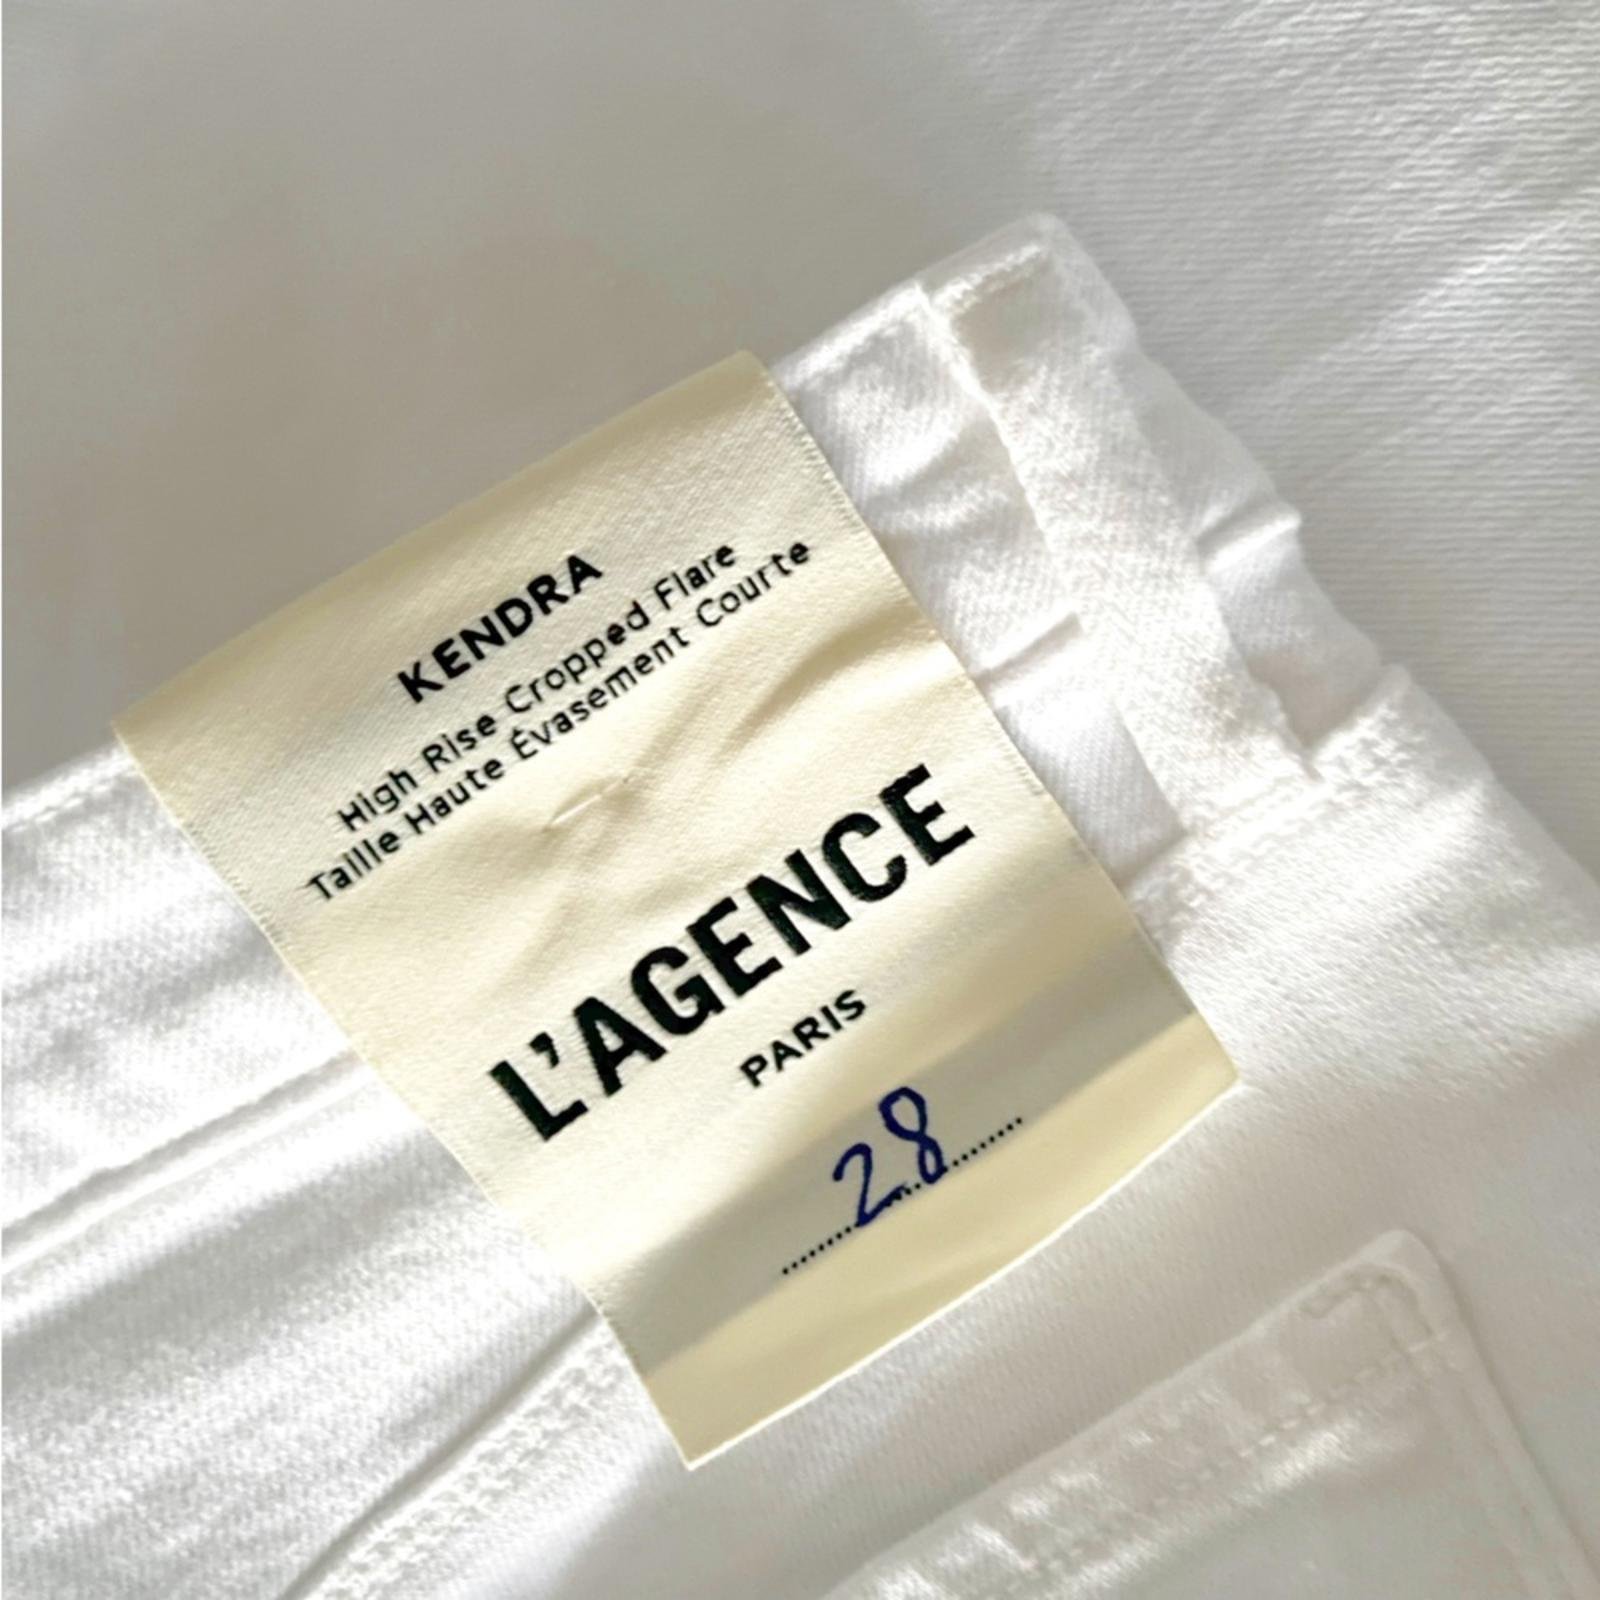 KENDRA
High Rise Cropped Flare
Taille Haute Évasement Courte
L'AGENCE
PARIS
28